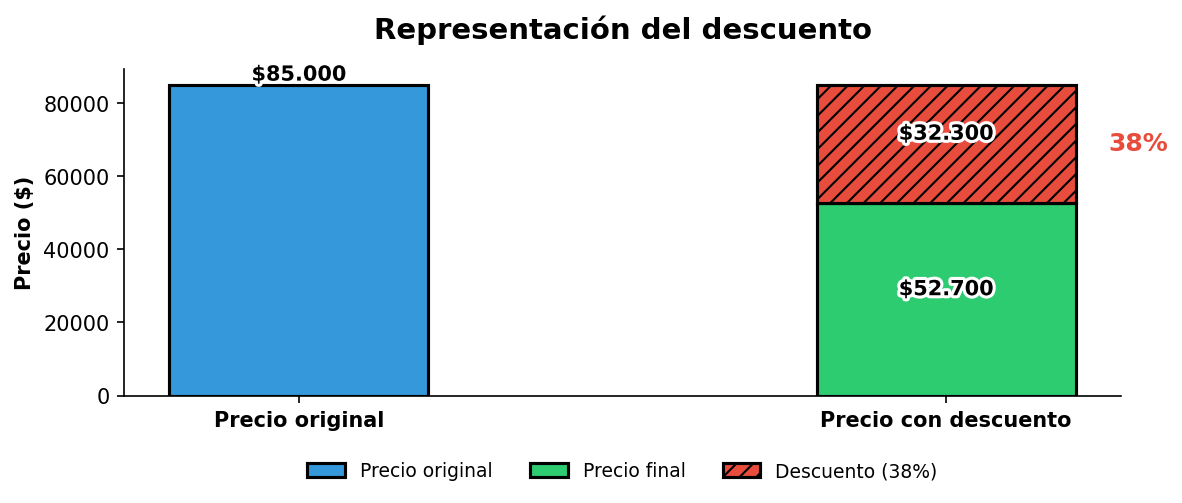 Representación del descuento
Precio ($)
80000
60000
40000
20000
0
$85.000
$32.300
$52.700
38%
Precio original
Precio con descuento
Precio original
Precio final
Descuento (38%)